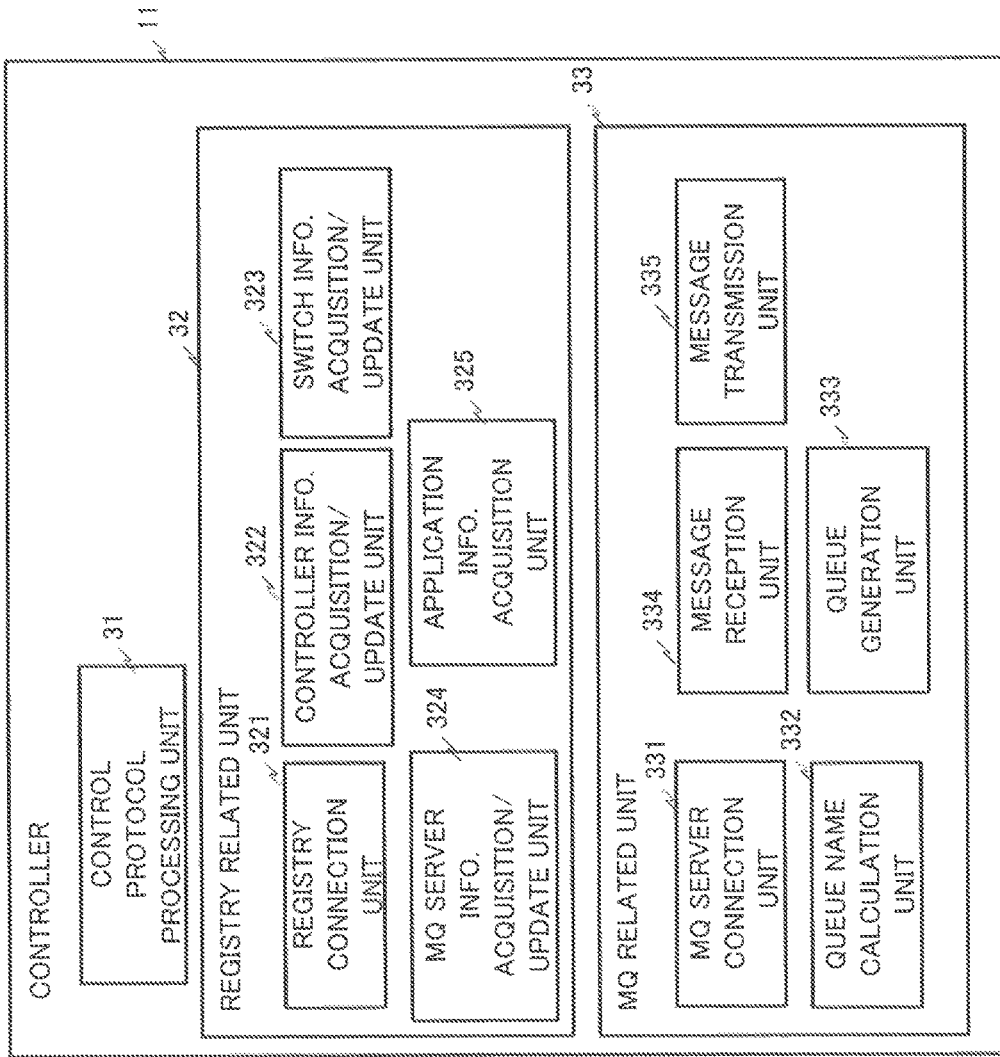 CONTROLLER
11
CONTROL
PROTOCOL
PROCESSING UNIT
31
32
REGISTRY RELATED UNIT
REGISTRY
CONNECTION
UNIT
321
CONTROLLER INFO.
ACQUISITION/
UPDATE UNIT
322
SWITCH INFO.
ACQUISITION/
UPDATE UNIT
323
MQ SERVER
INFO.
ACQUISITION/
UPDATE UNIT
324
APPLICATION
INFO.
ACQUISITION
UNIT
325
33
MQ RELATED UNIT
MQ SERVER
CONNECTION
UNIT
331
334
MESSAGE
RECEPTION
UNIT
335
MESSAGE
TRANSMISSION
UNIT
QUEUE NAME
CALCULATION
UNIT
332
QUEUE
GENERATION
UNIT
333